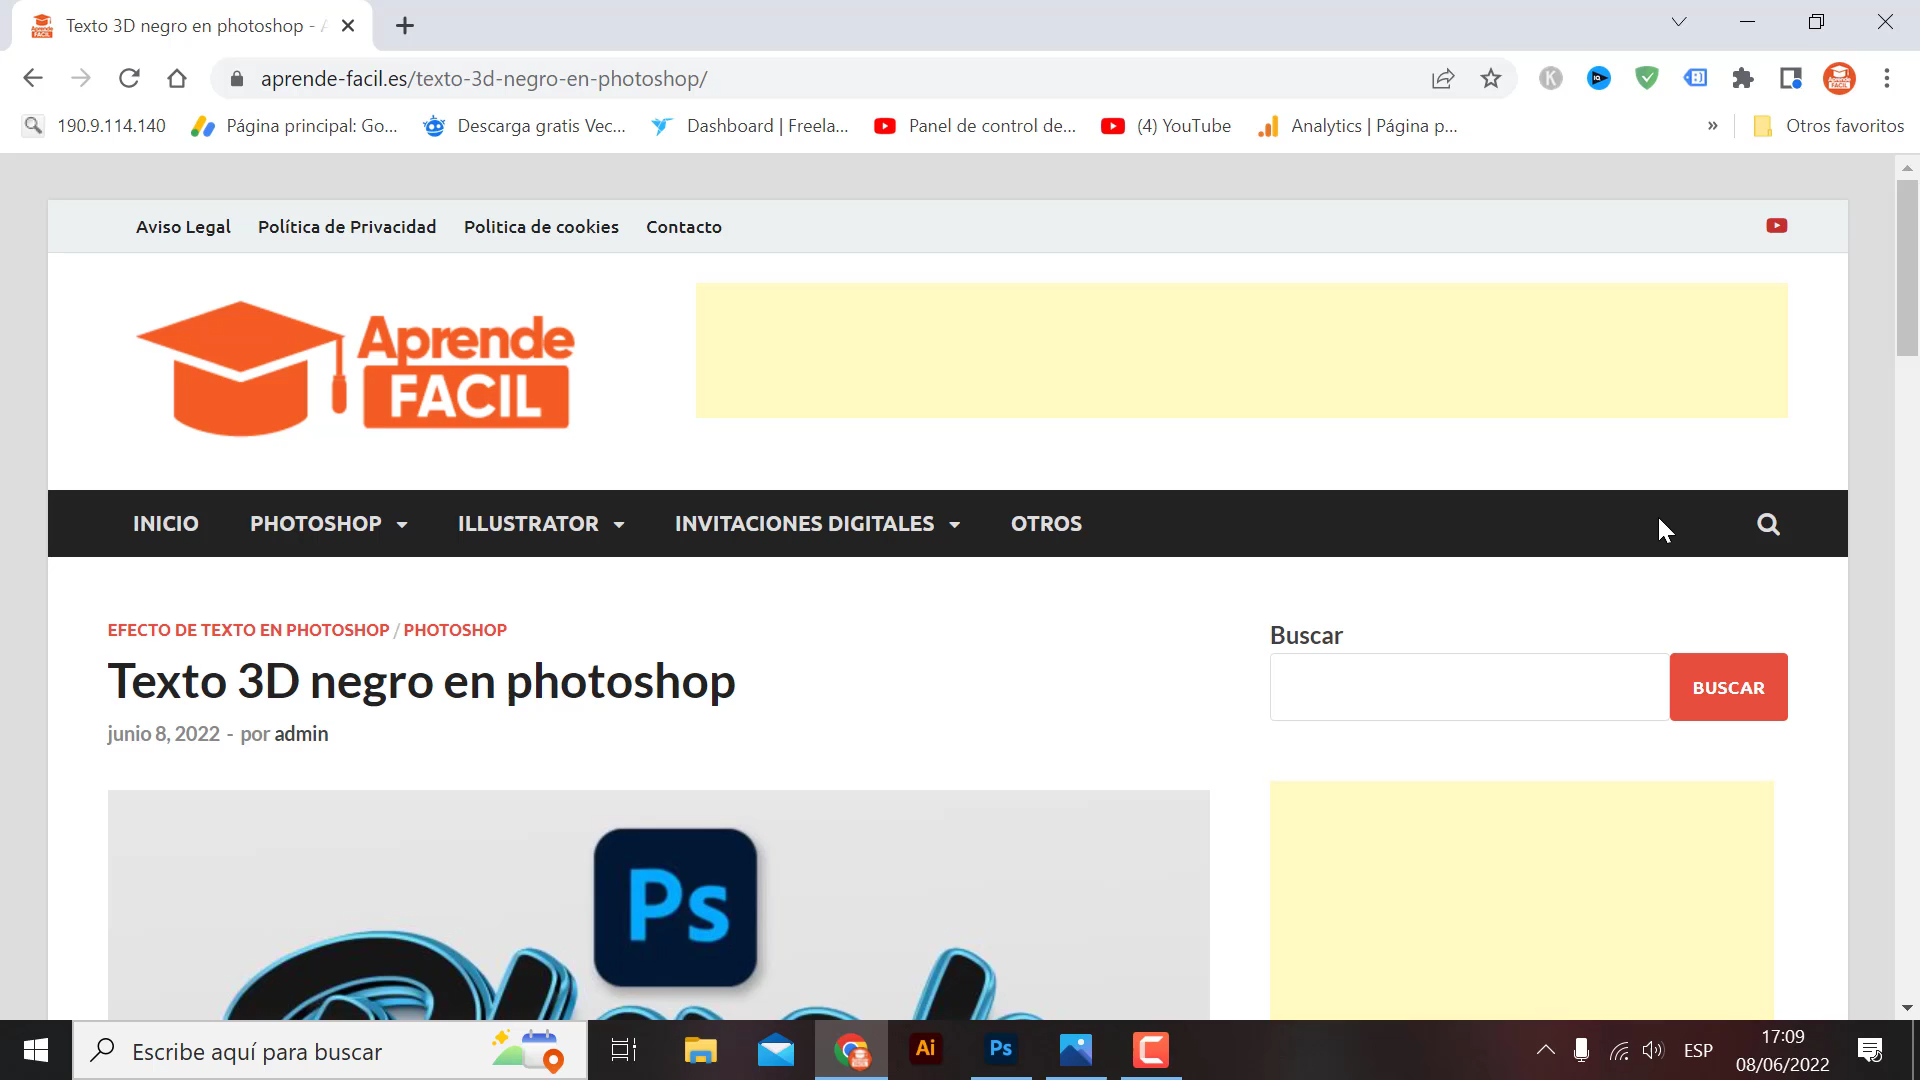 Texto 3D negro en photoshop -
aprende-facil.es/texto-3d-negro-en-photoshop/
190.9.114.140
Página principal: Go...
Descarga gratis Vec...
Dashboard | Freela...
Panel de control de...
(4) YouTube
Analytics | Página p...
»
Otros favoritos
Aviso Legal
Política de Privacidad
Politica de cookies
Contacto
Aprende
FACIL
INICIO
PHOTOSHOP
ILLUSTRATOR
INVITACIONES DIGITALES
OTROS
EFECTO DE TEXTO EN PHOTOSHOP / PHOTOSHOP
Texto 3D negro en photoshop
junio 8, 2022 - por admin
Buscar
BUSCAR
Ps
Escribe aquí para buscar
Ai
Ps
ESP
17:09
08/06/2022